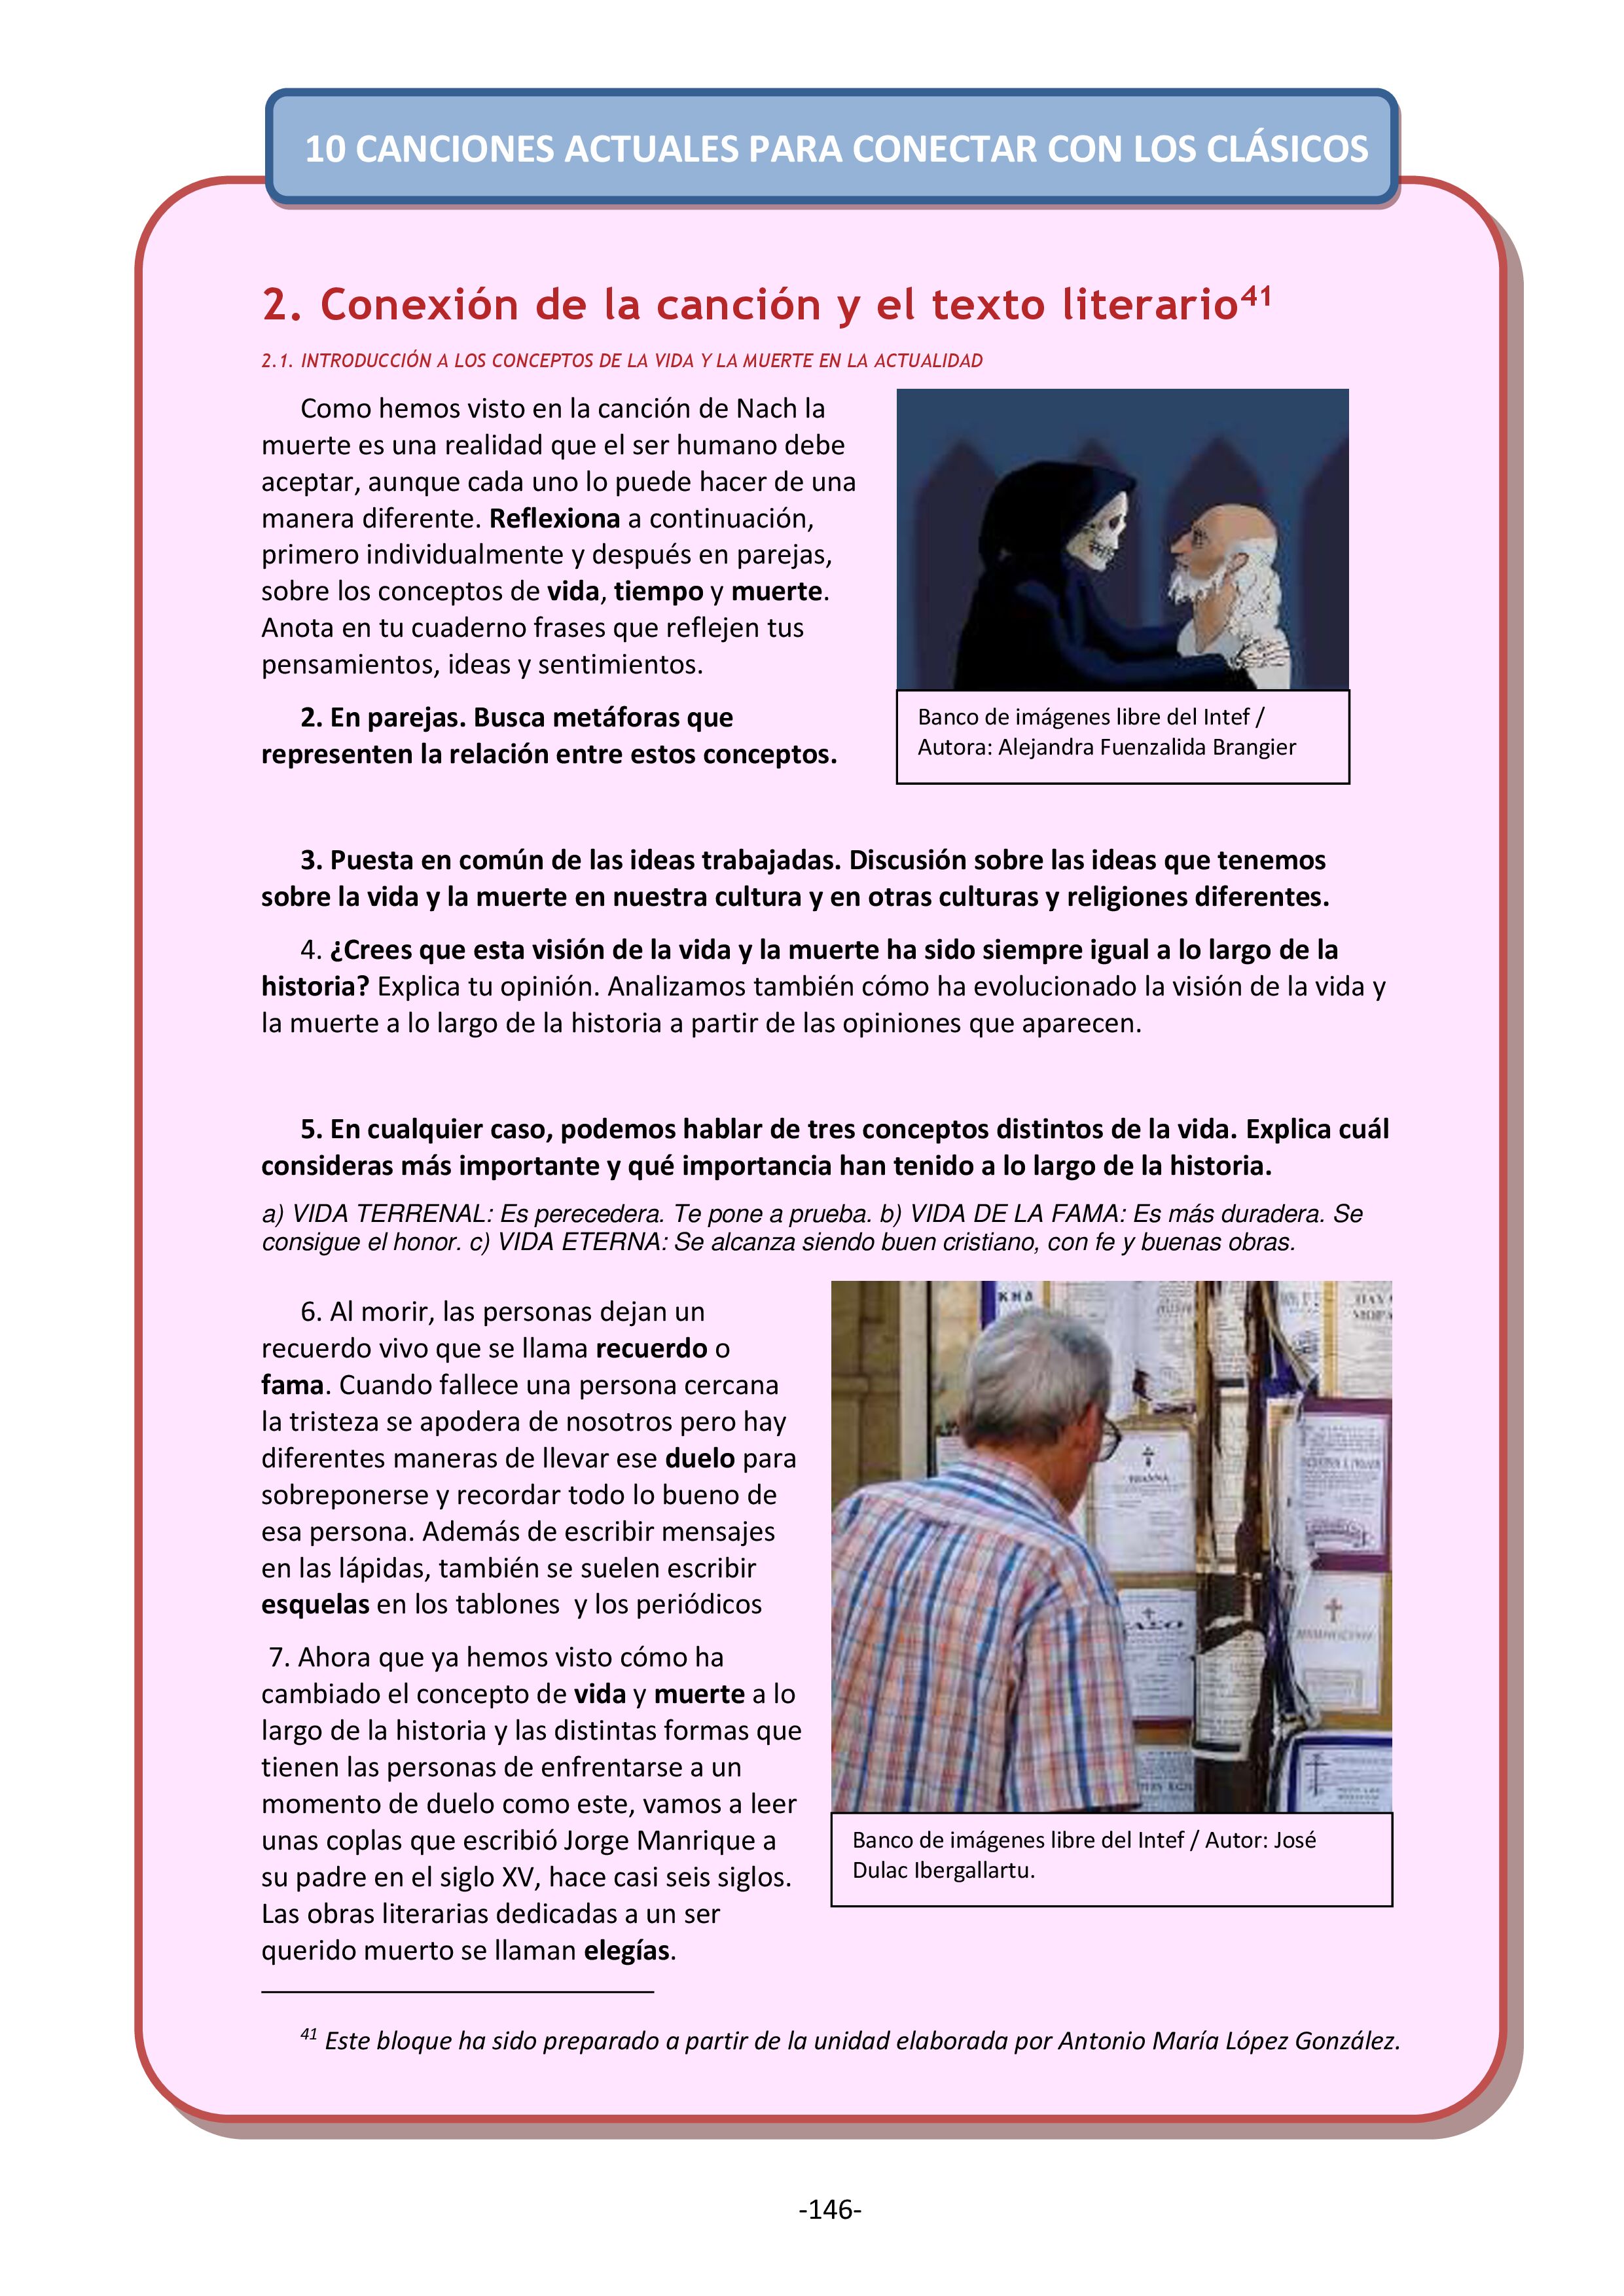 10 CANCIONES ACTUALES PARA CONECTAR CON LOS CLÁSICOS
2. Conexión de la canción y el texto literario41
2.1. INTRODUCCIÓN A LOS CONCEPTOS DE LA VIDA Y LA MUERTE EN LA ACTUALIDAD
Como hemos visto en la canción de Nach la
muerte es una realidad que el ser humano debe
aceptar, aunque cada uno lo puede hacer de una
manera diferente. Reflexiona a continuación,
primero individualmente y después en parejas,
sobre los conceptos de vida, tiempo y muerte.
Anota en tu cuaderno frases que reflejen tus
pensamientos, ideas y sentimientos.
2. En parejas. Busca metáforas que
representen la relación entre estos conceptos.
Banco de imágenes libre del Intef /
Autora: Alejandra Fuenzalida Brangier
3. Puesta en común de las ideas trabajadas. Discusión sobre las ideas que tenemos
sobre la vida y la muerte en nuestra cultura y en otras culturas y religiones diferentes.
4. ¿Crees que esta visión de la vida y la muerte ha sido siempre igual a lo largo de la
historia? Explica tu opinión. Analizamos también cómo ha evolucionado la visión de la vida y
la muerte a lo largo de la historia a partir de las opiniones que aparecen.
5. En cualquier caso, podemos hablar de tres conceptos distintos de la vida. Explica cuál
consideras más importante y qué importancia han tenido a lo largo de la historia.
a) VIDA TERRENAL: Es perecedera. Te pone a prueba. b) VIDA DE LA FAMA: Es más duradera. Se
consigue el honor. c) VIDA ETERNA: Se alcanza siendo buen cristiano, con fe y buenas obras.
6. Al morir, las personas dejan un
recuerdo vivo que se llama recuerdo o
fama. Cuando fallece una persona cercana
la tristeza se apodera de nosotros pero hay
diferentes maneras de llevar ese duelo para
sobreponerse y recordar todo lo bueno de
esa persona. Además de escribir mensajes
en las lápidas, también se suelen escribir
esquelas en los tablones y los periódicos
7. Ahora que ya hemos visto cómo ha
cambiado el concepto de vida y muerte a lo
largo de la historia y las distintas formas que
tienen las personas de enfrentarse a un
momento de duelo como este, vamos a leer
unas coplas que escribió Jorge Manrique a
su padre en el siglo XV, hace casi seis siglos.
Las obras literarias dedicadas a un ser
querido muerto se llaman elegías.
Banco de imágenes libre del Intef / Autor: José
Dulac Ibergallartu.
41 Este bloque ha sido preparado a partir de la unidad elaborada por Antonio María López González.
-146-